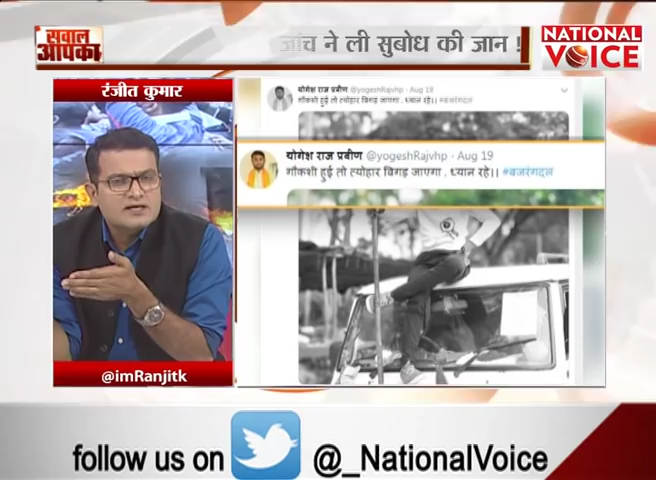 सवाल
आपका
जांच ने ली सुबोध की जान !
NATIONAL
VOICE
रंजीत कुमार
योगेश राज प्रवीण @yogeshRajvhp · Aug 19
गौकशी हुई तो त्योहार बिगड़ जाएगा , ध्यान रहे।। #बजरंगदल
योगेश राज प्रवीण @yogeshRajvhp · Aug 19
गौकशी हुई तो त्योहार बिगड़ जाएगा , ध्यान रहे।। #बजरंगदल
@imRanjitk
follow us on @_NationalVoice